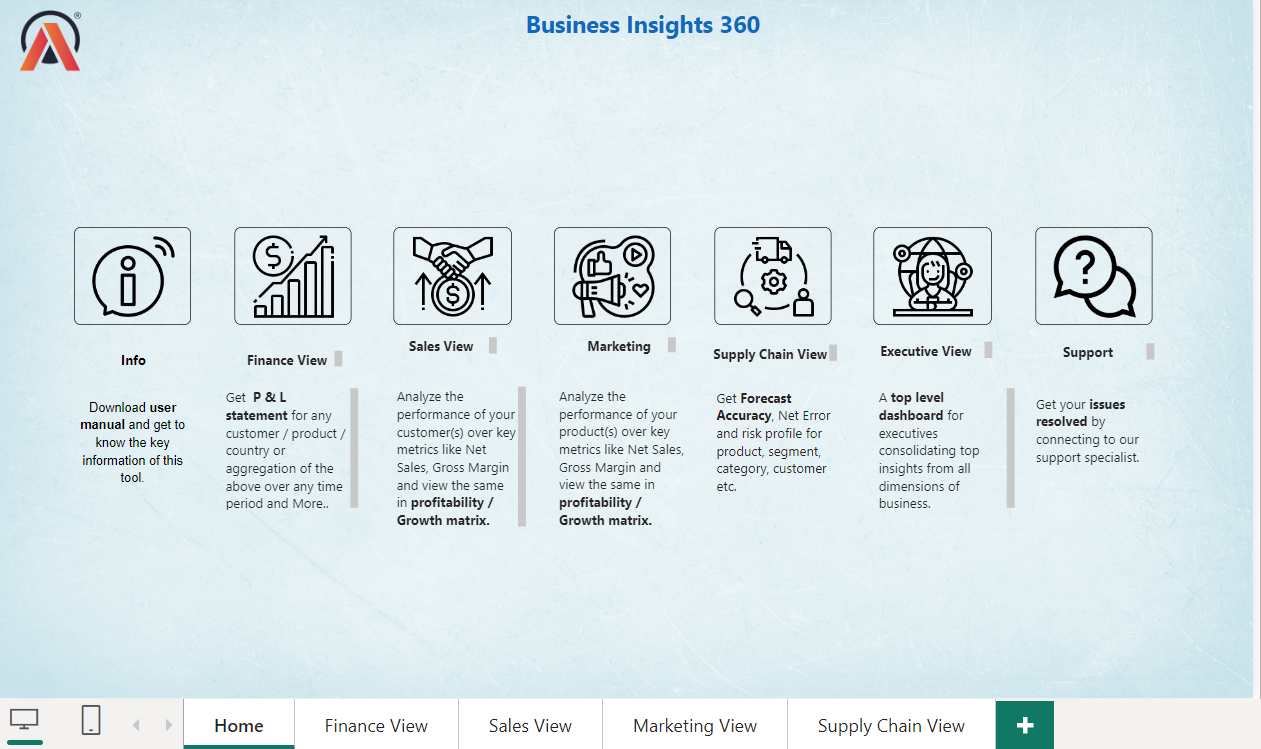 ®
Business Insights 360
Info
Download user
manual and get to
know the key
information of this
tool.
Finance View
Get P & L
statement for any
customer / product /
country or
aggregation of the
above over any time
period and More..
Sales View
Analyze the
performance of your
customer(s) over key
metrics like Net
Sales, Gross Margin
and view the same
in profitability /
Growth matrix.
Marketing
Analyze the
performance of your
product(s) over key
metrics like Net Sales,
Gross Margin and
view the same in
profitability /
Growth matrix.
Supply Chain View
Get Forecast
Accuracy, Net Error
and risk profile for
product, segment,
category, customer
etc.
Executive View
A top level
dashboard for
executives
consolidating top
insights from all
dimensions of
business.
Support
Get your issues
resolved by
connecting to our
support specialist.
Home
Finance View
Sales View
Marketing View
Supply Chain View